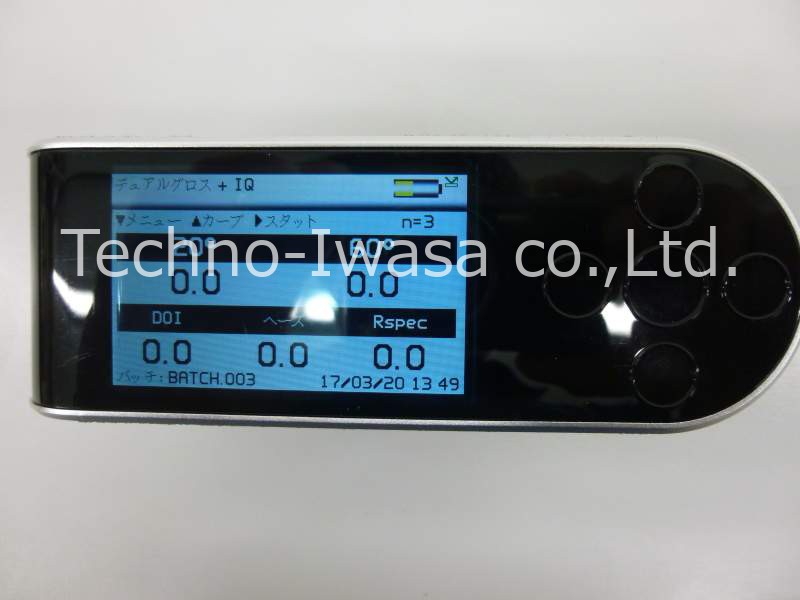 デュアルグロス + IQ
▼メニュー ▲カーブ ▶スタット n=3
20° 60°
Techno-Iwasa co.,Ltd.
0.0 0.0
DOI ヘーズ Rspec
0.0 0.0 0.0
バッチ: BATCH.003 17/03/20 13 49